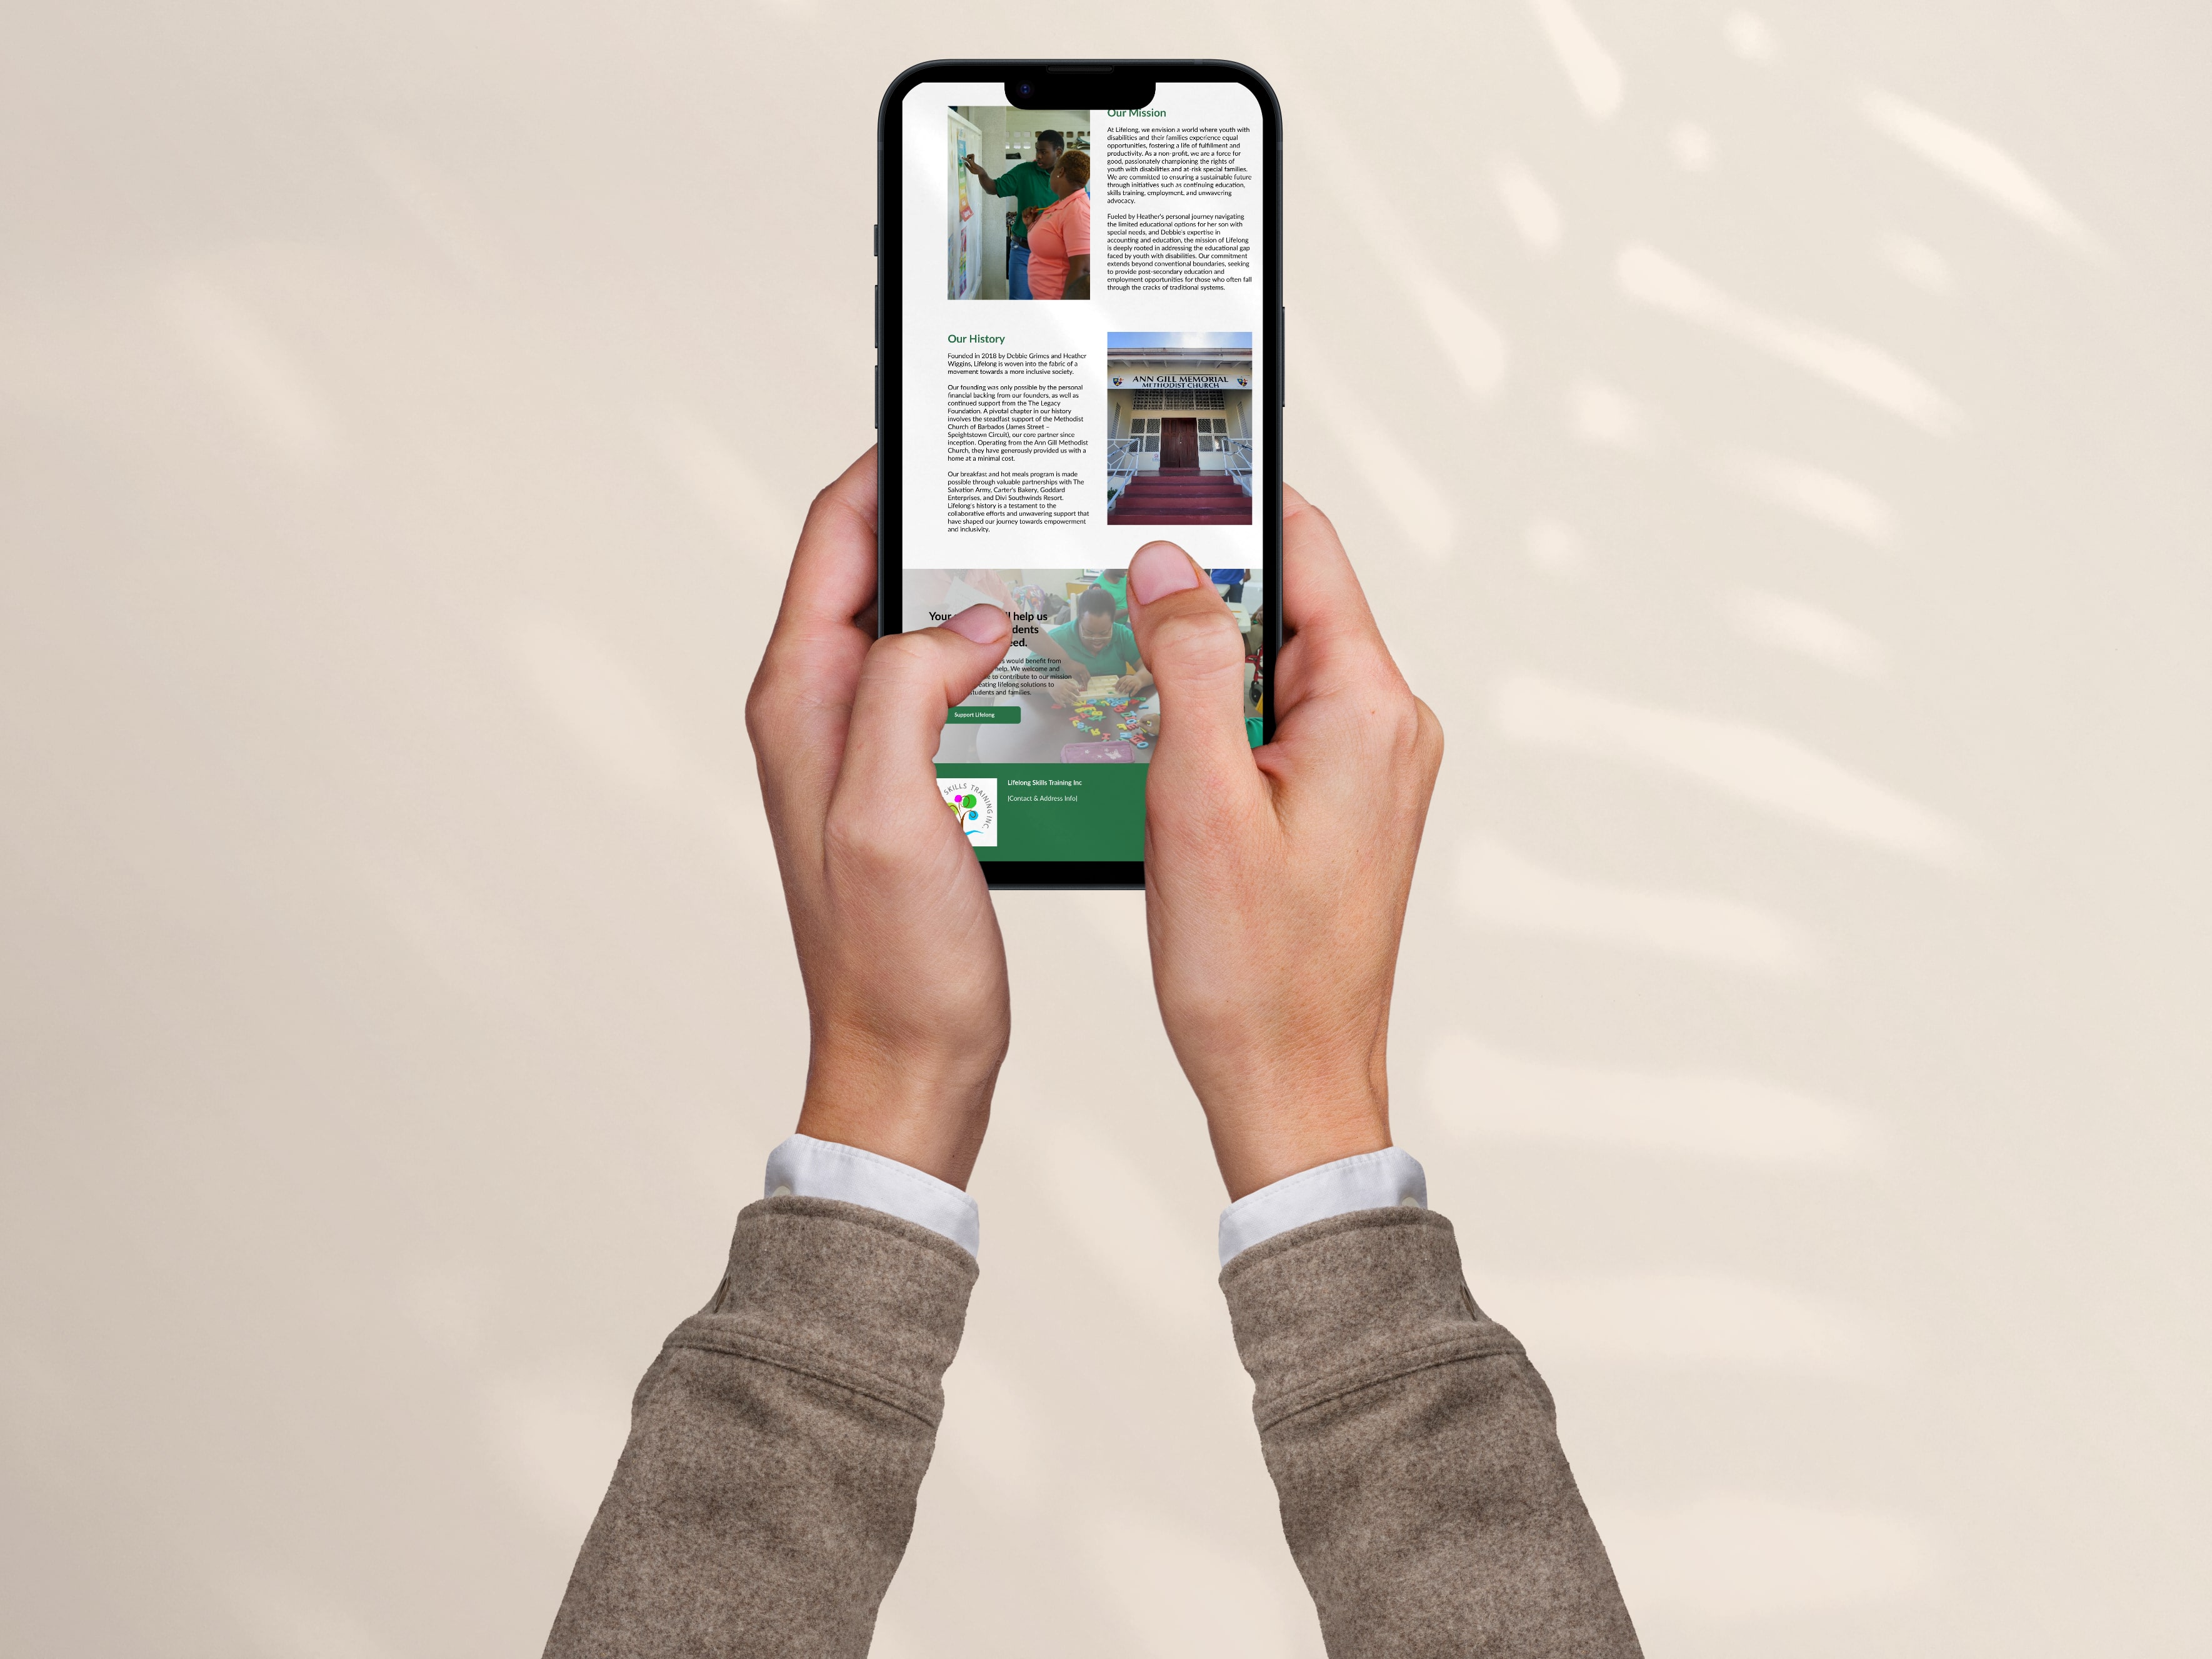 Our Mission
At Lifelong, we envision a world where youth with
disabilities and their families experience equal
opportunities, fostering a life of fulfillment and
productivity. As a non-profit, we are a force for
good, passionately championing the rights of
youth with disabilities and at-risk special families.
We are committed to ensuring a sustainable future
through initiatives such as continuing education,
skills training, employment, and unwavering
advocacy.
Fueled by Heather's personal journey navigating
the limited educational options for her son with
special needs, and Debbie's expertise in
accounting and education, the mission of Lifelong
is deeply rooted in addressing the educational gap
faced by youth with disabilities. Our commitment
extends beyond conventional boundaries, seeking
to provide post-secondary education and
employment opportunities for those who often fall
through the cracks of traditional systems.
Our History
Founded in 2018 by Debbie Grimes and Heather
Wiggins, Lifelong is woven into the fabric of a
movement towards a more inclusive society.
Our founding was only possible by the personal
financial backing from our founders, as well as
continued support from the The Legacy
Foundation. A pivotal chapter in our history
involves the steadfast support of the Methodist
Church of Barbados (James Street –
Speightstown Circuit), our core partner since
inception. Operating from the Ann Gill Methodist
Church, they have generously provided us with a
home at a minimal cost.
Our breakfast and hot meals program is made
possible through valuable partnerships with The
Salvation Army, Carter's Bakery, Goddard
Enterprises, and Divi Southwinds Resort.
Lifelong's history is a testament to the
collaborative efforts and unwavering support that
have shaped our journey towards empowerment
and inclusivity.
ANN GILL MEMORIAL
METHODIST CHURCH
Your help us
would benefit from
help. We welcome and
to contribute to our mission
lifelong solutions to
students and families.
Support Lifelong
SKILLS TRAINING INC.
Lifelong Skills Training Inc
[Contact & Address Info]